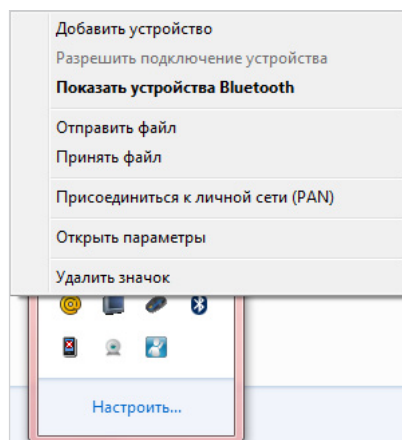 Добавить устройство
Разрешить подключение устройства
Показать устройства Bluetooth
Отправить файл
Принять файл
Присоединиться к личной сети (PAN)
Открыть параметры
Удалить значок
Настроить...